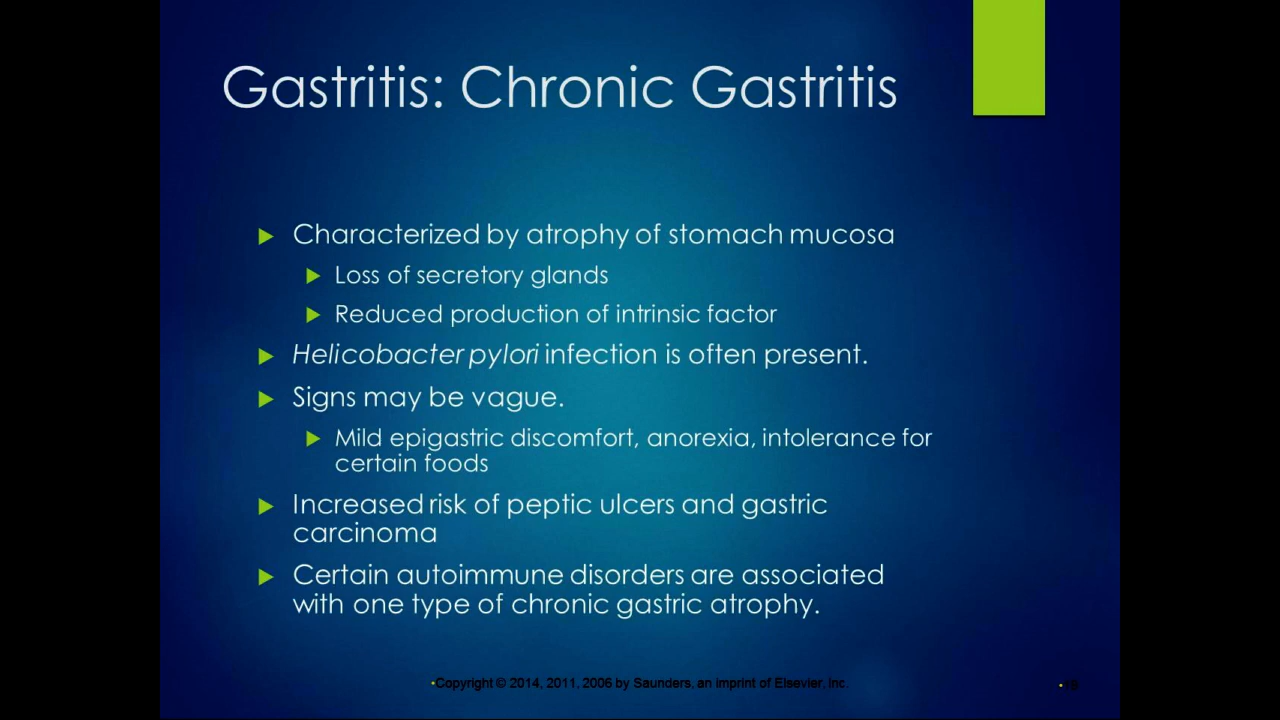 Gastritis: Chronic Gastritis
Characterized by atrophy of stomach mucosa
Loss of secretory glands
Reduced production of intrinsic factor
Helicobacter pylori infection is often present.
Signs may be vague.
Mild epigastric discomfort, anorexia, intolerance for
certain foods
Increased risk of peptic ulcers and gastric
carcinoma
Certain autoimmune disorders are associated
with one type of chronic gastric atrophy.
•Copyright © 2014, 2011, 2006 by Saunders, an imprint of Elsevier, Inc.